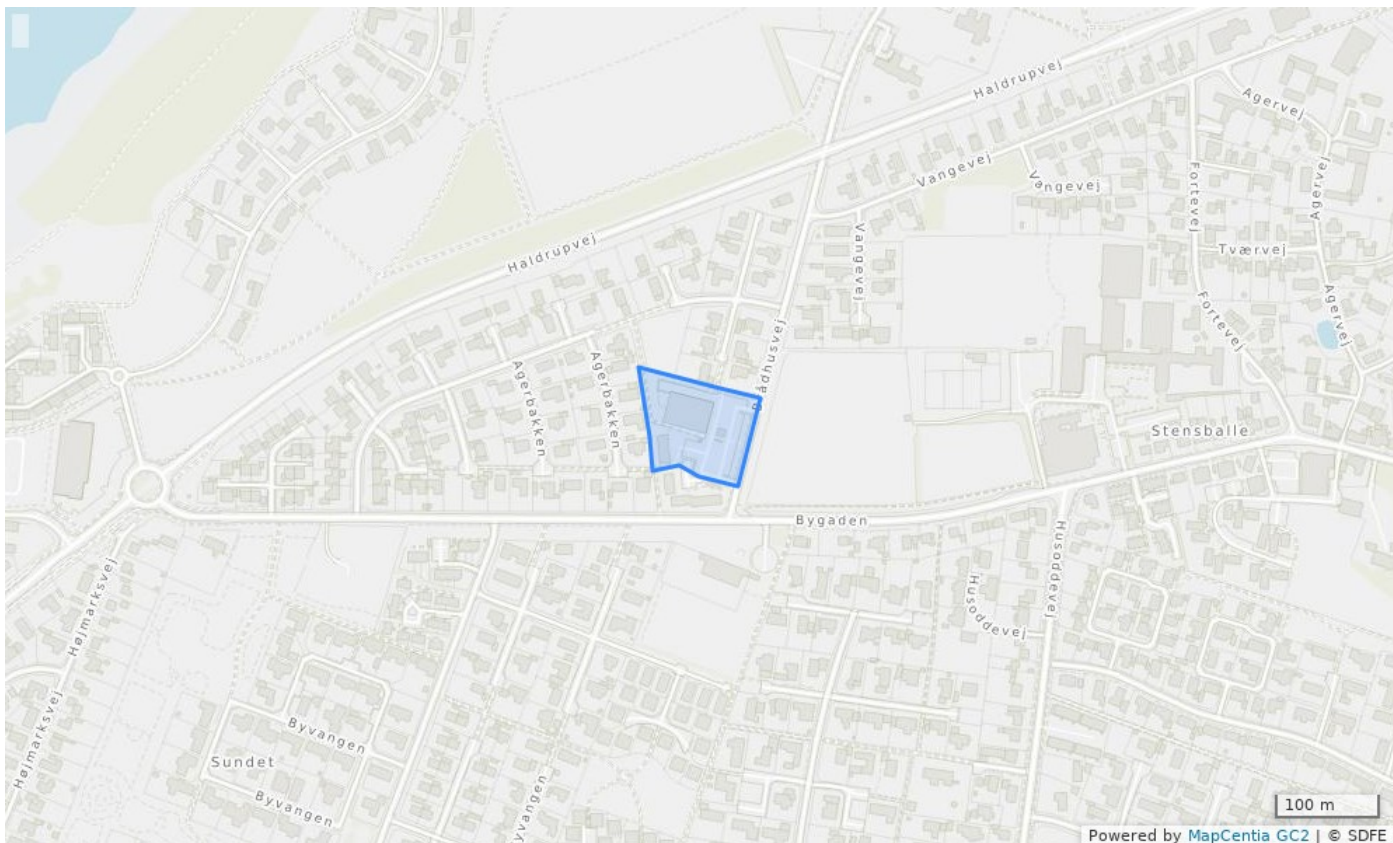 Haldrupvej
Agervej
Vangevej
Vangevej
Fortevej
Agervej
Tværvej
Haldrupvej
Vangevej
Agervej
Fortevej
Agerbakken
Agerbakken
Stensballe
Bygaden
Husoddevej
Husoddevej
Højmarksvej
Højmarksvej
Byvangen
Sundet
Byvangen
100 m
Powered by MapCentia GC2 | © SDFE